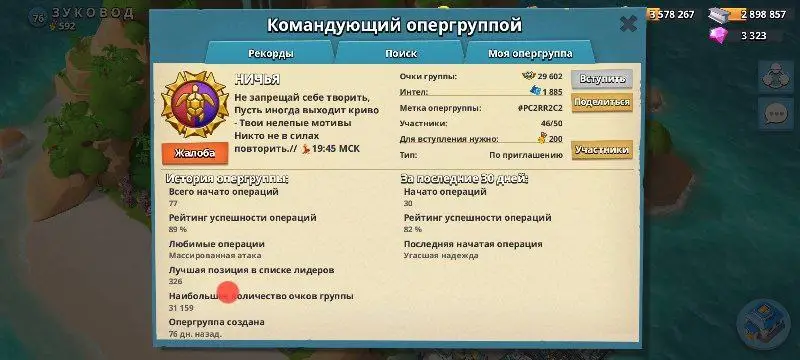 Командующий опергруппой
76
ЗУКОВОД
592
3 578 267
2 898 857
3 323
Рекорды
Поиск
Моя опергруппа
НИЧЬЯ
Не запрещай себе творить,
Пусть иногда выходит криво
- Твои нелепые мотивы
Никто не в силах
повторить.// 💃19:45 МСК
Жалоба
Очки группы: 29 602
Интел: 1 885
Метка опергруппы: #PC2RR2C2
Участники: 46/50
Для вступления нужно: 200
Тип: По приглашению
Вступить
Поделиться
Участники
История опергруппы:
Всего начато операций
77
Рейтинг успешности операций
89 %
Любимые операции
Массированная атака
Лучшая позиция в списке лидеров
326
Наибольшее количество очков группы
31 159
Опергруппа создана
76 дн. назад.
За последние 30 дней:
Начато операций
30
Рейтинг успешности операций
82 %
Последняя начатая операция
Угасшая надежда